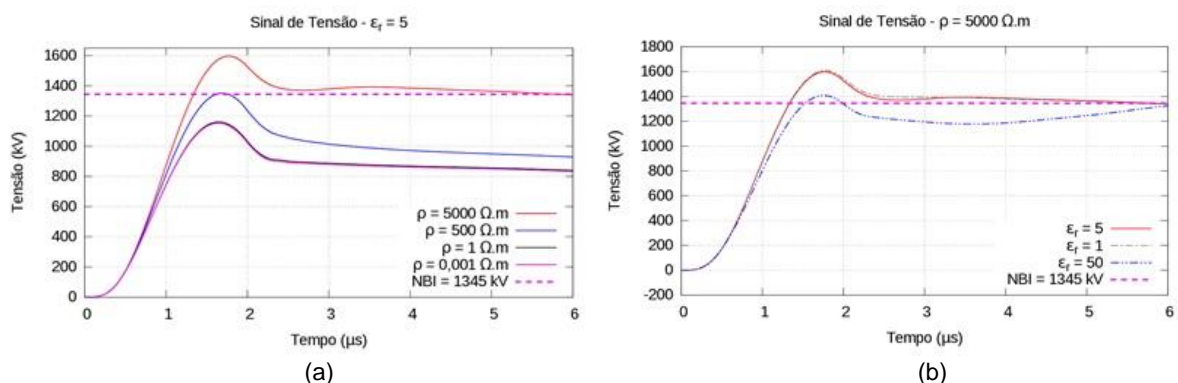 Sinal de Tensão - εr = 5
Tensão (kV)
1600
1400
1200
1000
800
600
400
200
0
ρ = 5000 Ω.m
ρ = 500 Ω.m
ρ = 1 Ω.m
ρ = 0,001 Ω.m
NBI = 1345 kV
0 1 2 3 4 5 6
Tempo (μs)
(a)
Sinal de Tensão - ρ = 5000 Ω.m
Tensão (kV)
1800
1600
1400
1200
1000
800
600
400
200
0
-200
εr = 5
εr = 1
εr = 50
NBI = 1345 kV
0 1 2 3 4 5 6
Tempo (μs)
(b)